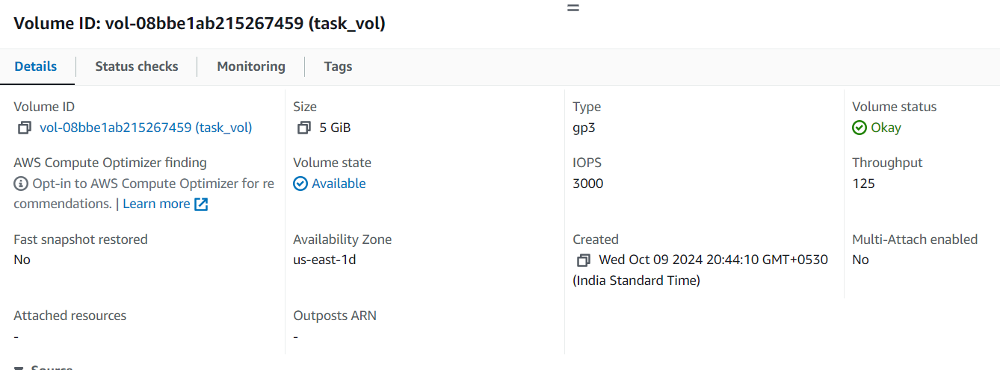 Volume ID: vol-08bbe1ab215267459 (task_vol)
Details
Status checks
Monitoring
Tags
Volume ID
vol-08bbe1ab215267459 (task_vol)
Size
5 GiB
Type
gp3
Volume status
Okay
AWS Compute Optimizer finding
Opt-in to AWS Compute Optimizer for re
commendations. | Learn more
Volume state
Available
IOPS
3000
Throughput
125
Fast snapshot restored
No
Availability Zone
us-east-1d
Created
Wed Oct 09 2024 20:44:10 GMT+0530
(India Standard Time)
Multi-Attach enabled
No
Attached resources
-
Outposts ARN
-
Source